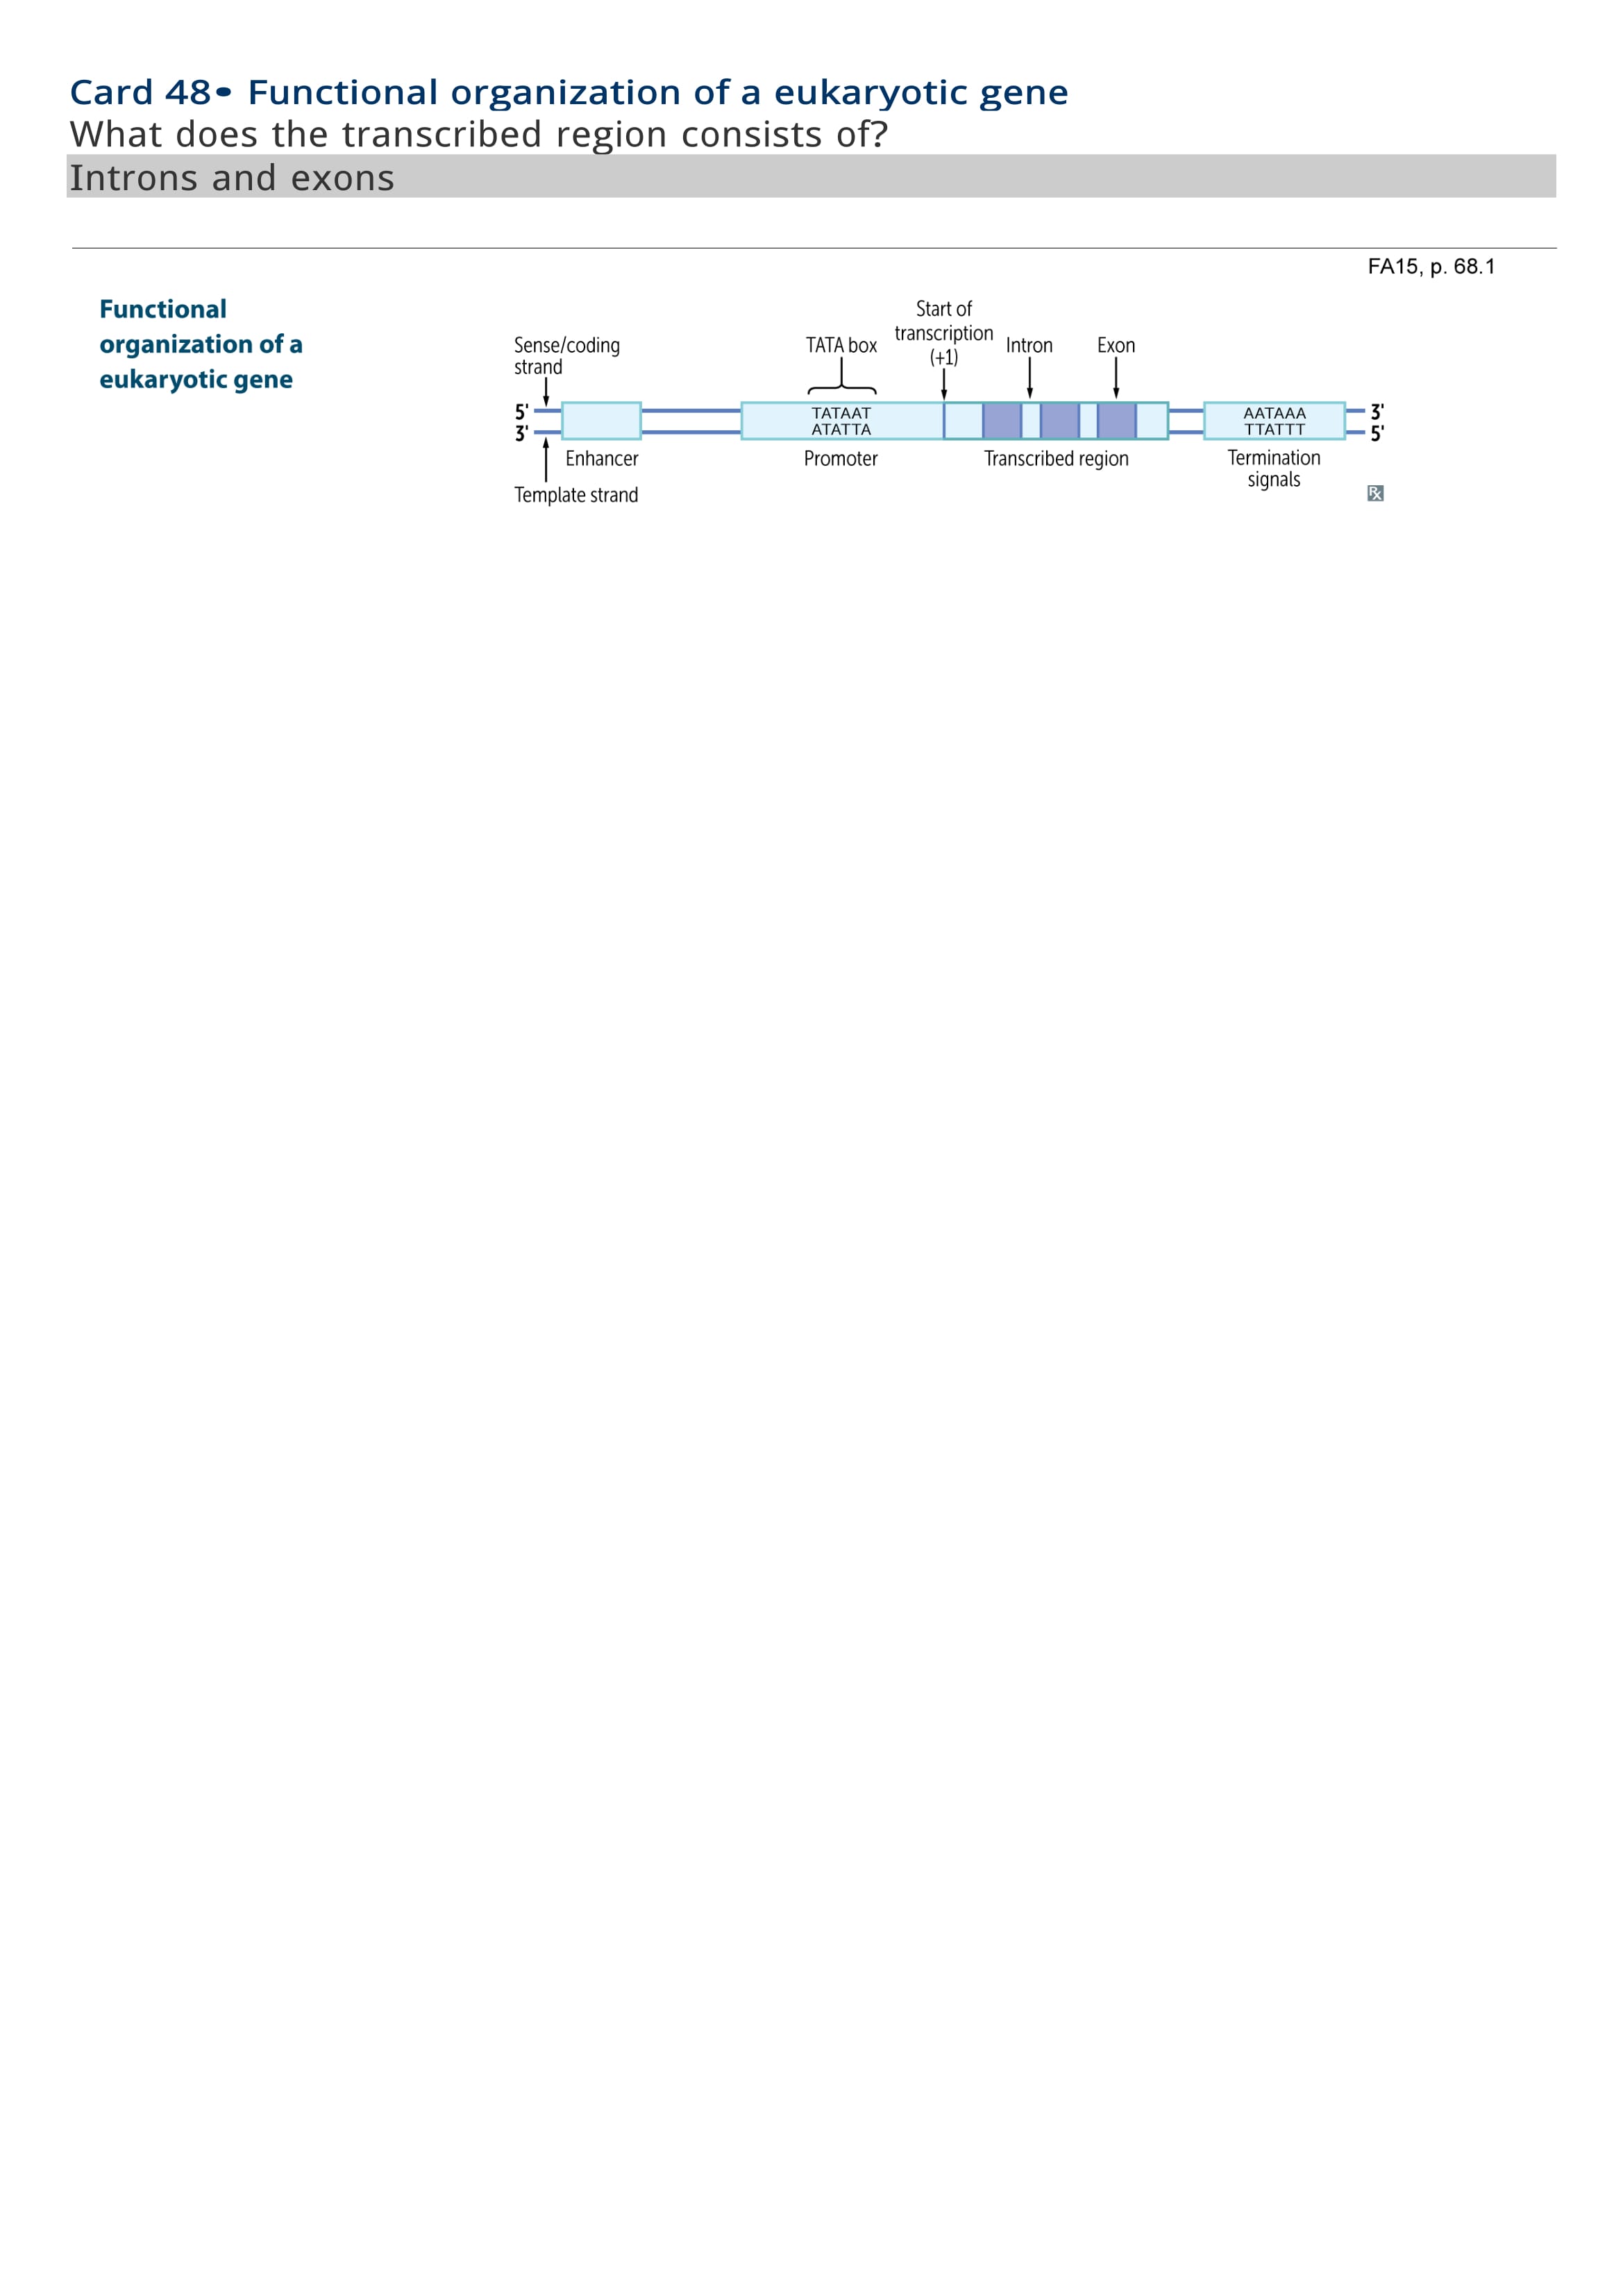 Card 48• Functional organization of a eukaryotic gene
What does the transcribed region consists of?
Introns and exons
FA15, p. 68.1
Functional
organization of a
eukaryotic gene
Sense/coding
strand
TATA box
Start of
transcription
(+1)
Intron
Exon
5'
3'
TATAAT
ATATTA
AATAAA
TTATTT
3'
5'
Enhancer
Promoter
Transcribed region
Termination
signals
Template strand
Rx